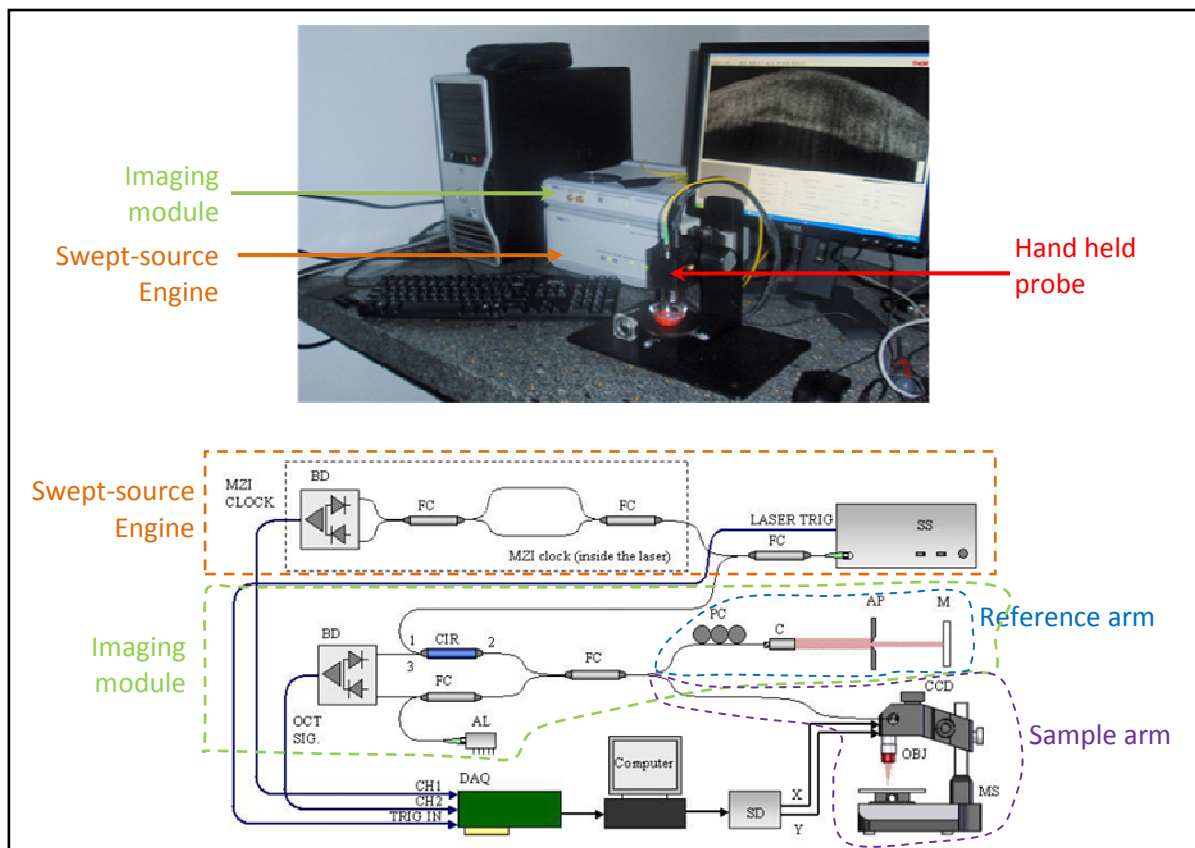 Imaging
module
Swept-source
Engine
Hand held
probe
Swept-source
Engine
MZI
CLOCK
BD
FC
FC
MZI clock (inside the laser)
LASER TRIG
FC
SS
Imaging
module
BD
1
CIR
2
3
FC
FC
PC
C
AP
M
Reference arm
OCT
SIG.
AL
CCD
OBJ
MS
Sample arm
CH1
CH2
TRIG IN
DAQ
Computer
SD
X
Y